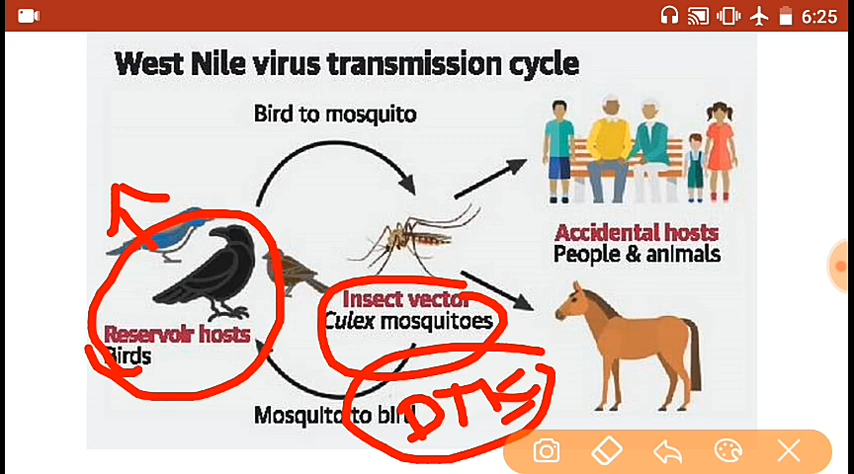 6:25
West Nile virus transmission cycle
Bird to mosquito
Accidental hosts
People & animals
Insect vector
Culex mosquitoes
Reservoir hosts
Birds
Mosquito to bird